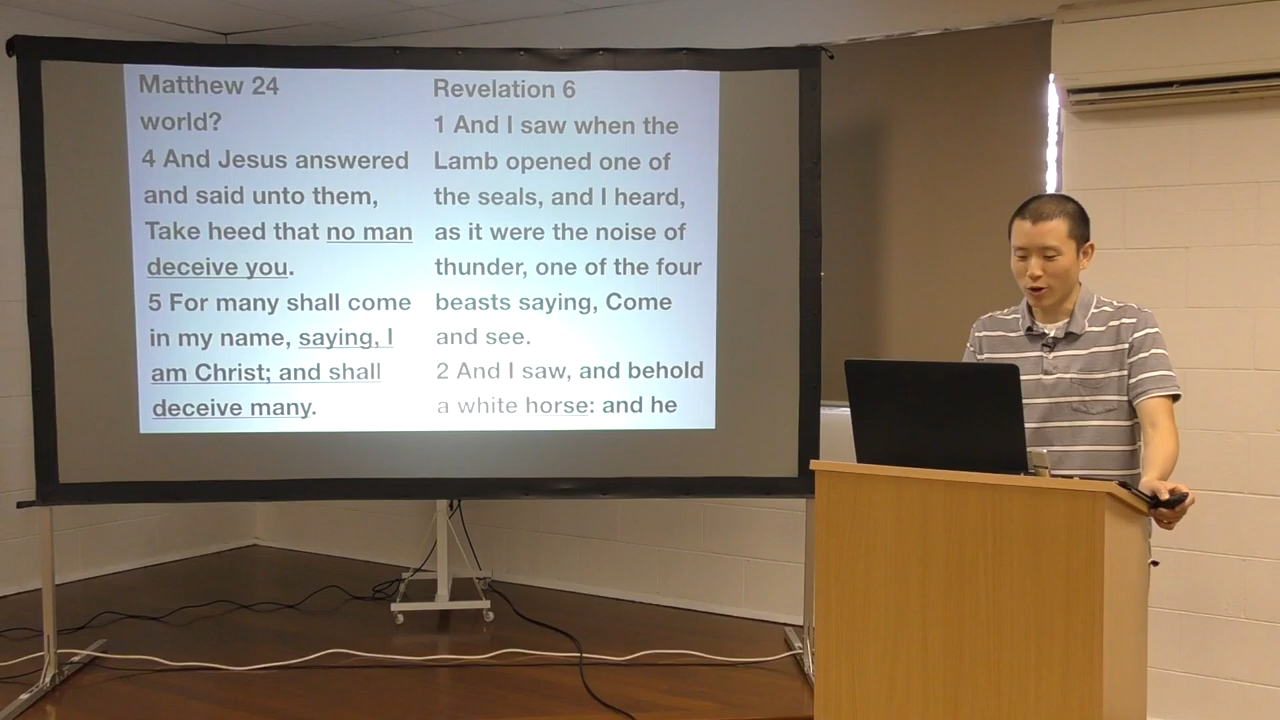 Matthew 24
world?
4 And Jesus answered
and said unto them,
Take heed that no man
deceive you.
5 For many shall come
in my name, saying, I
am Christ; and shall
deceive many.
Revelation 6
1 And I saw when the
Lamb opened one of
the seals, and I heard,
as it were the noise of
thunder, one of the four
beasts saying, Come
and see.
2 And I saw, and behold
a white horse: and he